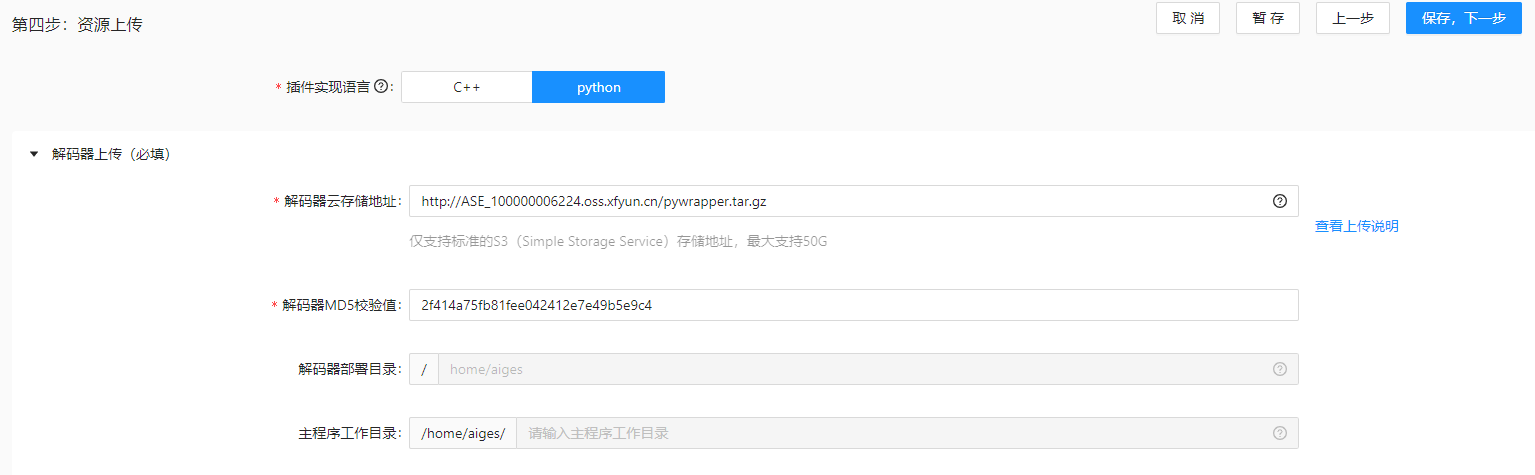 第四步：资源上传
取 消
暂 存
上一步
保存，下一步
* 插件实现语言 ? :
C++
python
解码器上传（必填）
* 解码器云存储地址:
http://ASE_100000006224.oss.xfyun.cn/pywrapper.tar.gz
?
仅支持标准的S3（Simple Storage Service）存储地址，最大支持50G
查看上传说明
* 解码器MD5校验值:
2f414a75fb81fee042412e7e49b5e9c4
解码器部署目录:
/
home/aiges
?
主程序工作目录:
/home/aiges/
请输入主程序工作目录
?